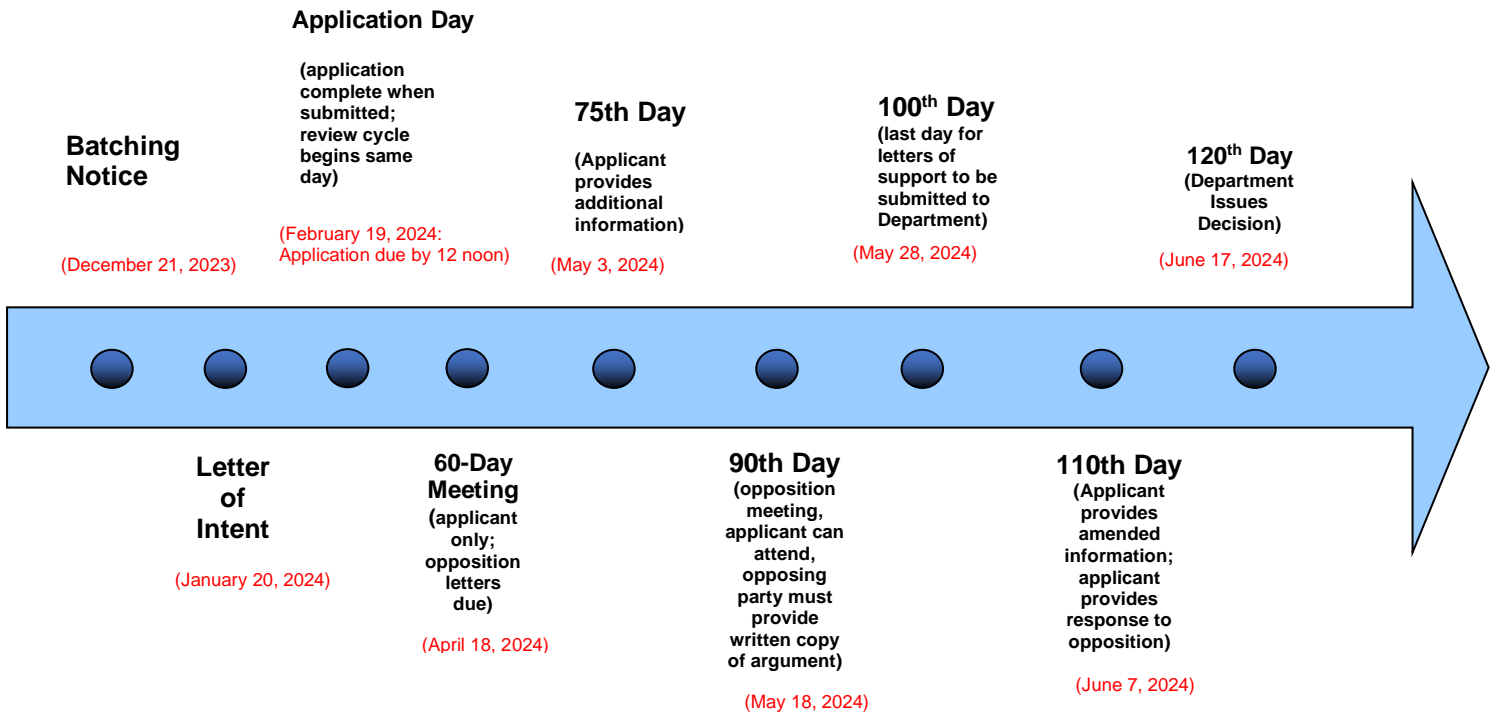 Batching
Notice
(December 21, 2023)
Letter
of
Intent
(January 20, 2024)
Application Day
(application
complete when
submitted;
review cycle
begins same
day)
(February 19, 2024:
Application due by 12 noon)
60-Day
Meeting
(applicant
only;
opposition
letters
due)
(April 18, 2024)
75th Day
(Applicant
provides
additional
information)
(May 3, 2024)
90th Day
(opposition
meeting,
applicant can
attend,
opposing
party must
provide
written copy
of argument)
(May 18, 2024)
100th Day
(last day for
letters of
support to be
submitted to
Department)
(May 28, 2024)
110th Day
(Applicant
provides
amended
information;
applicant
provides
response to
opposition)
(June 7, 2024)
120th Day
(Department
Issues
Decision)
(June 17, 2024)